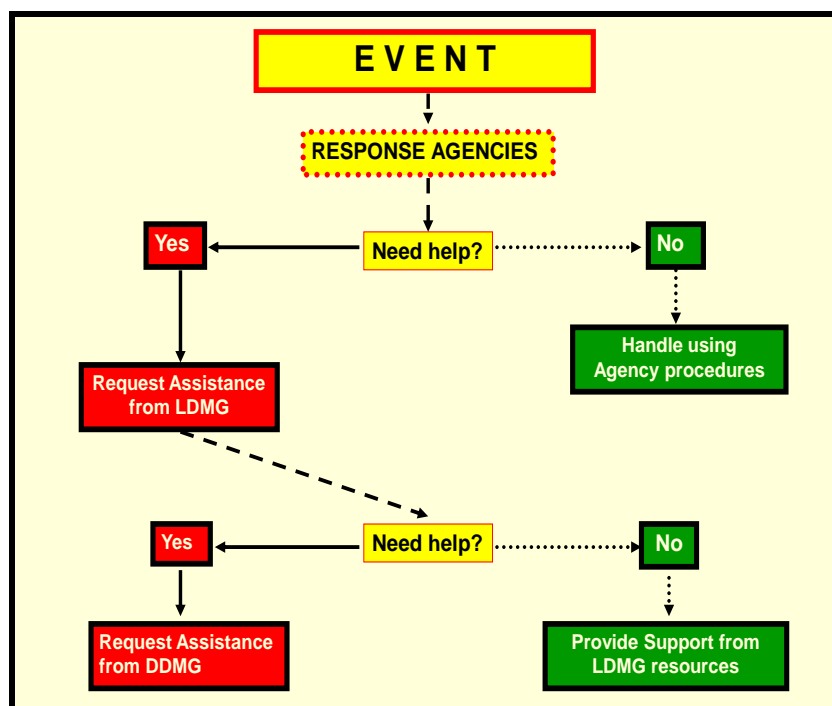 E V E N T
RESPONSE AGENCIES
Yes
Need help?
No
Handle using
Agency procedures
Request Assistance
from LDMG
Yes
Need help?
No
Request Assistance
from DDMG
Provide Support from
LDMG resources